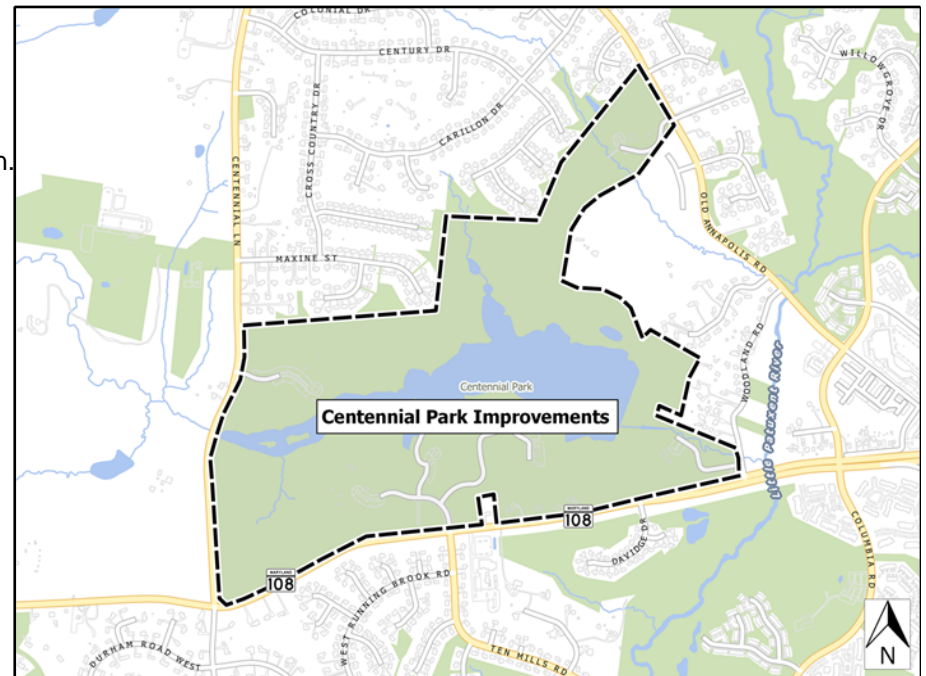 COLONIAL DR
CENTURY DR
WILLOWGROVE DR
CROSS COUNTRY DR
CARILLON DR
n.
CENTENNIAL LN
OLD ANNAPOLIS RD
MAXINE ST
WOODLAND RD
Little Patuxent River
Centennial Park
Centennial Park Improvements
MARYLAND
108
DAVIDGE DR
COLUMBIA RD
MARYLAND
108
WEST RUNNING BROOK RD
DURHAM ROAD WEST
TEN MILLS RD
N